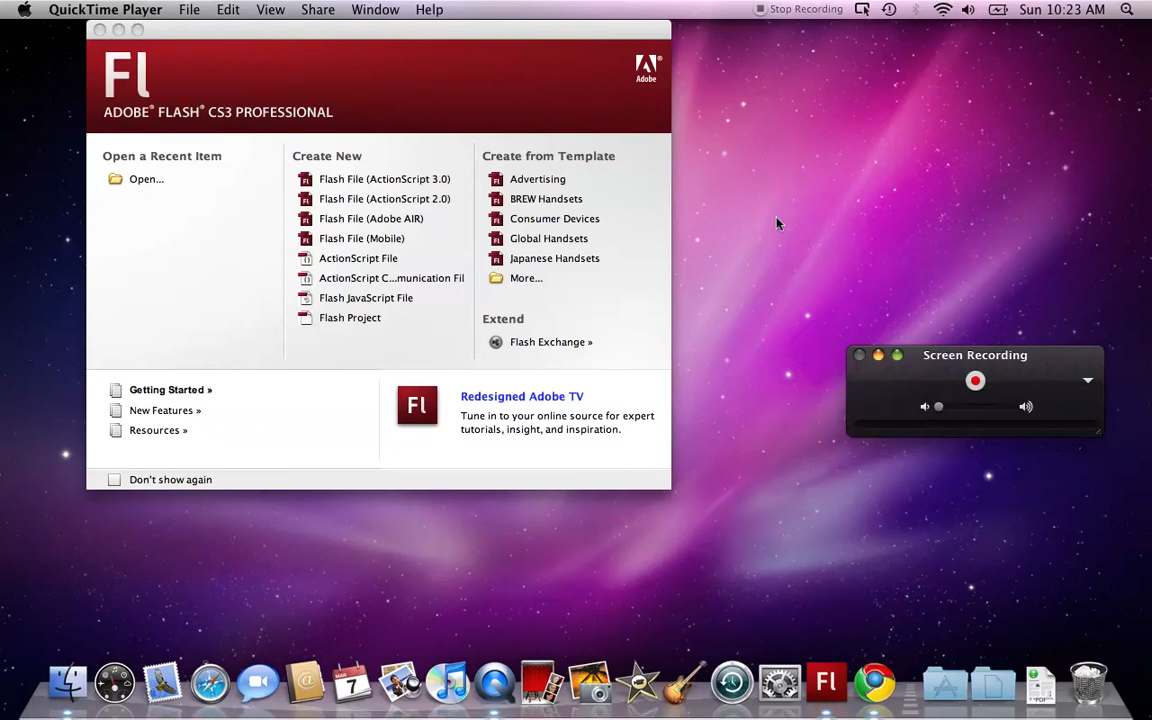 QuickTime Player File Edit View Share Window Help
Stop Recording Sun 10:23 AM
Fl
Adobe
ADOBE® FLASH® CS3 PROFESSIONAL
Open a Recent Item
Open...
Create New
Flash File (ActionScript 3.0)
Flash File (ActionScript 2.0)
Flash File (Adobe AIR)
Flash File (Mobile)
ActionScript File
ActionScript C...munication Fil
Flash JavaScript File
Flash Project
Create from Template
Advertising
BREW Handsets
Consumer Devices
Global Handsets
Japanese Handsets
More...
Extend
Flash Exchange »
Getting Started »
New Features »
Resources »
Fl
Redesigned Adobe TV
Tune in to your online source for expert
tutorials, insight, and inspiration.
Don't show again
Screen Recording
7
Fl